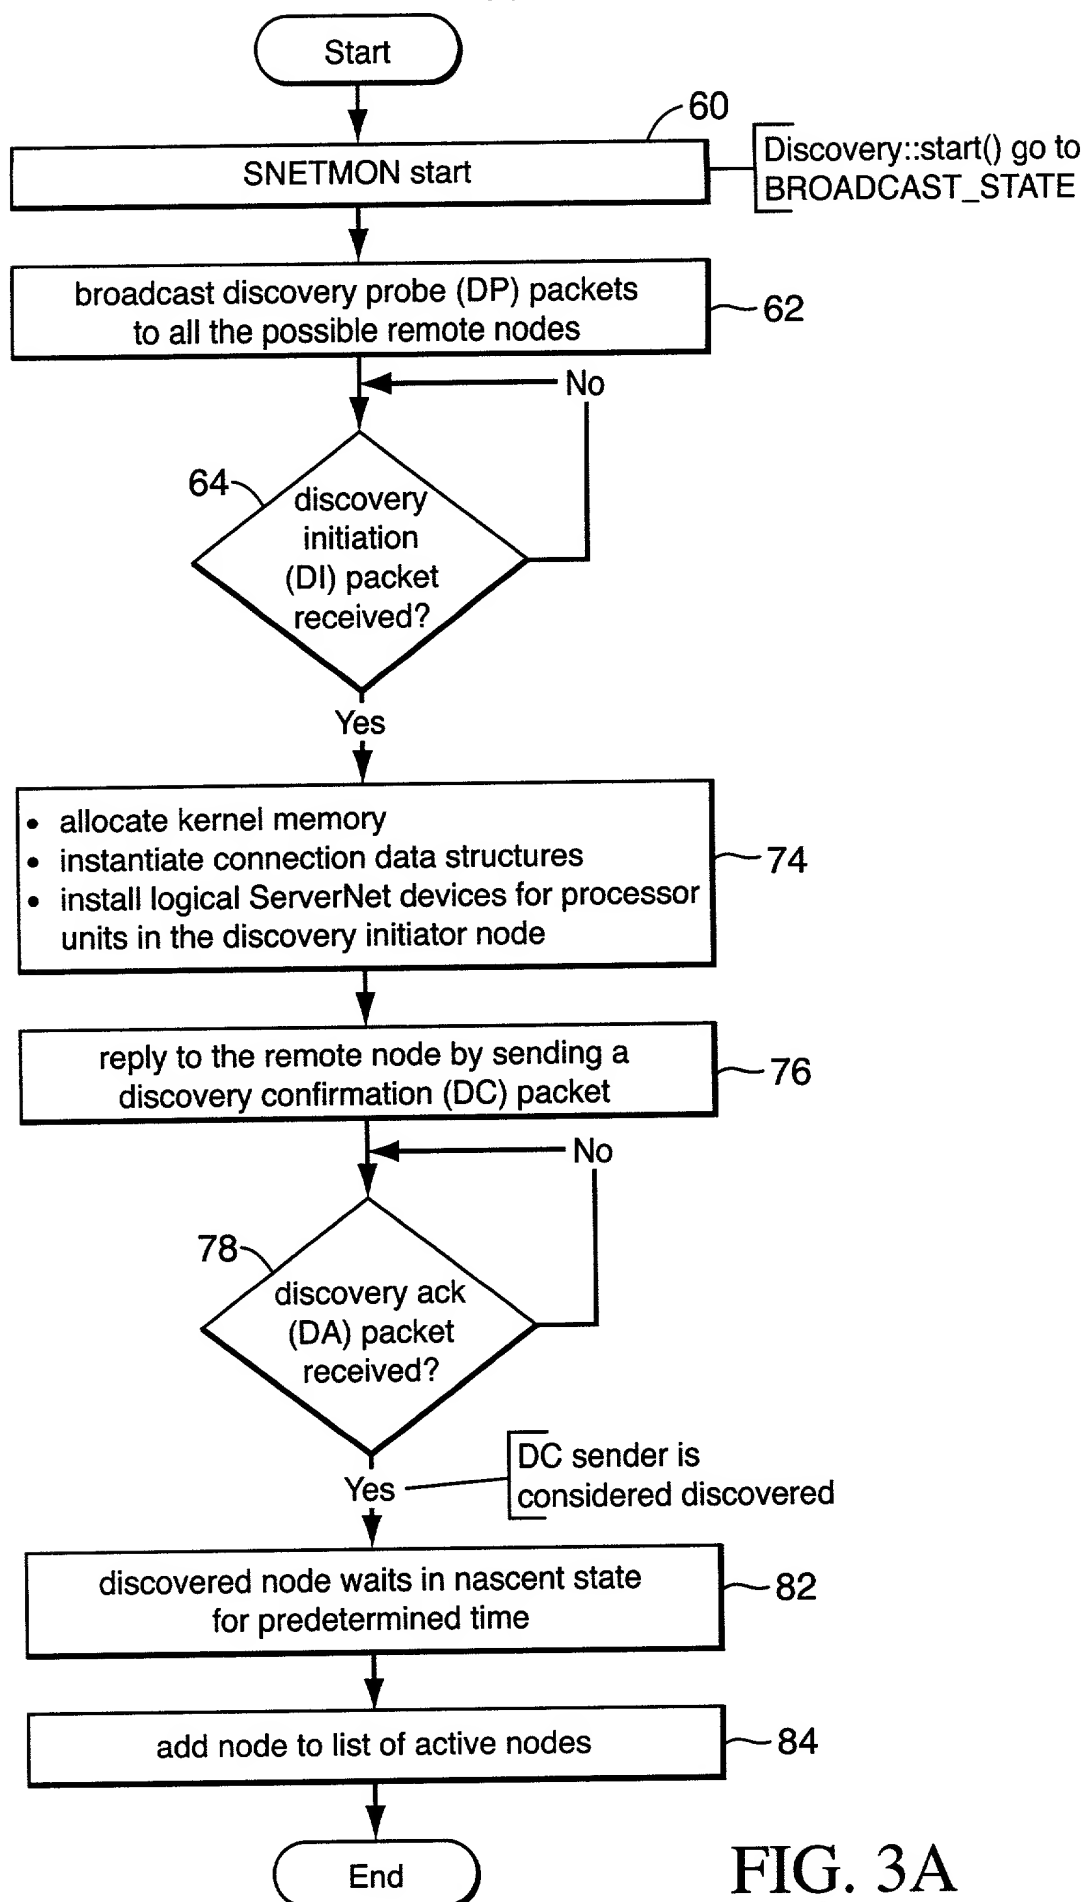 Start
60
SNETMON start
Discovery::start() go to
BROADCAST_STATE
broadcast discovery probe (DP) packets
to all the possible remote nodes
62
No
64
discovery
initiation
(DI) packet
received?
Yes
• allocate kernel memory
• instantiate connection data structures
• install logical ServerNet devices for processor
units in the discovery initiator node
74
reply to the remote node by sending a
discovery confirmation (DC) packet
76
No
78
discovery ack
(DA) packet
received?
Yes
DC sender is
considered discovered
discovered node waits in nascent state
for predetermined time
82
add node to list of active nodes
84
End
FIG. 3A